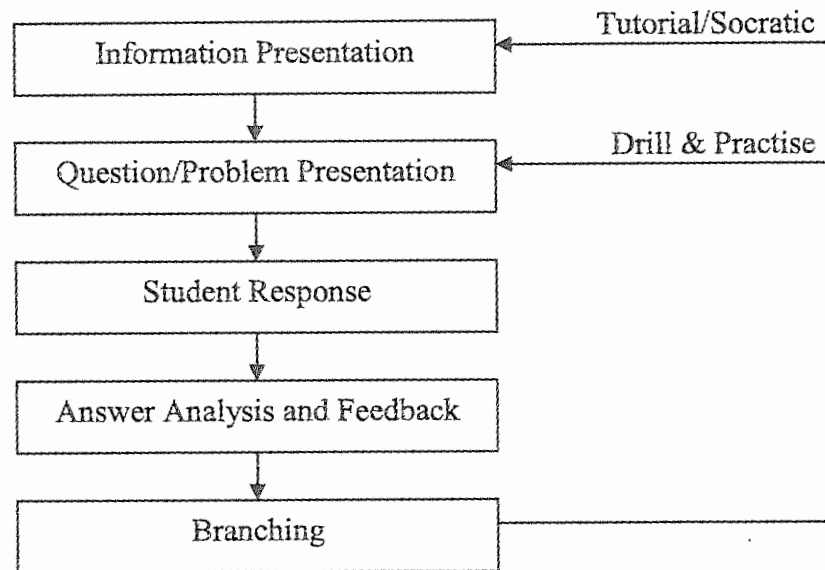 Tutorial/Socratic
Information Presentation
Drill & Practise
Question/Problem Presentation
Student Response
Answer Analysis and Feedback
Branching